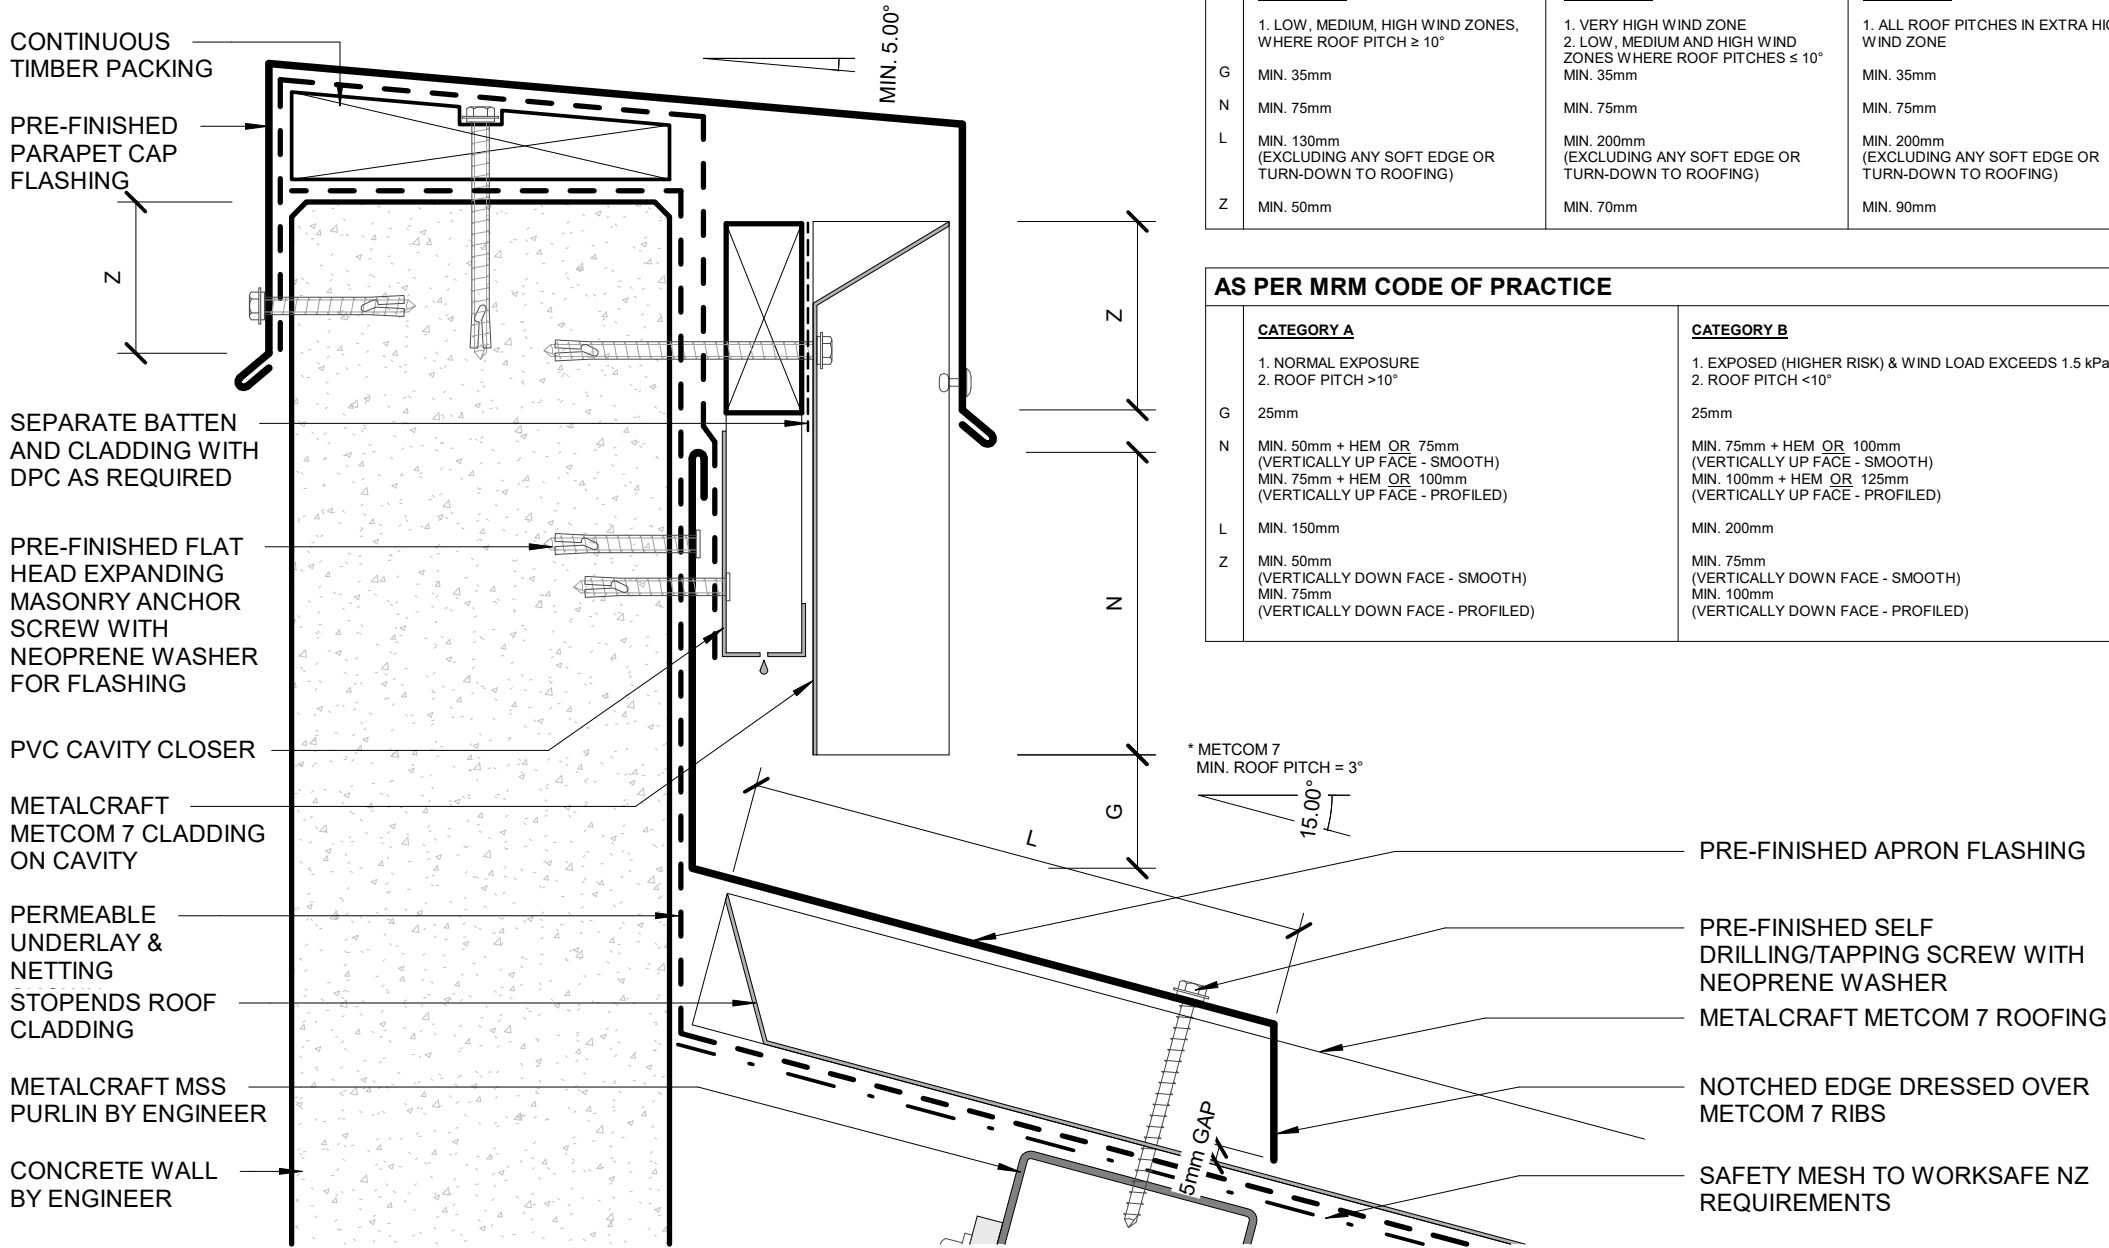 CONTINUOUS
TIMBER PACKING
PRE-FINISHED
PARAPET CAP
FLASHING
Z
SEPARATE BATTEN
AND CLADDING WITH
DPC AS REQUIRED
PRE-FINISHED FLAT
HEAD EXPANDING
MASONRY ANCHOR
SCREW WITH
NEOPRENE WASHER
FOR FLASHING
PVC CAVITY CLOSER
METALCRAFT
METCOM 7 CLADDING
ON CAVITY
PERMEABLE
UNDERLAY &
NETTING
STOPENDS ROOF
CLADDING
METALCRAFT MSS
PURLIN BY ENGINEER
CONCRETE WALL
BY ENGINEER
MIN. 5.00°
Z
N
G
L
5mm GAP
1. LOW, MEDIUM, HIGH WIND ZONES,
WHERE ROOF PITCH ≥ 10°
1. VERY HIGH WIND ZONE
2. LOW, MEDIUM AND HIGH WIND
ZONES WHERE ROOF PITCHES ≤ 10°
1. ALL ROOF PITCHES IN EXTRA
WIND ZONE
G MIN. 35mm MIN. 35mm MIN. 35mm
N MIN. 75mm MIN. 75mm MIN. 75mm
L MIN. 130mm
(EXCLUDING ANY SOFT EDGE OR
TURN-DOWN TO ROOFING)
MIN. 200mm
(EXCLUDING ANY SOFT EDGE OR
TURN-DOWN TO ROOFING)
MIN. 200mm
(EXCLUDING ANY SOFT EDGE OR
TURN-DOWN TO ROOFING)
Z MIN. 50mm MIN. 70mm MIN. 90mm
AS PER MRM CODE OF PRACTICE
CATEGORY A
1. NORMAL EXPOSURE
2. ROOF PITCH >10°
CATEGORY B
1. EXPOSED (HIGHER RISK) & WIND LOAD EXCEEDS 1.5 kPa
2. ROOF PITCH <10°
G 25mm 25mm
N MIN. 50mm + HEM OR 75mm
(VERTICALLY UP FACE - SMOOTH)
MIN. 75mm + HEM OR 100mm
(VERTICALLY UP FACE - PROFILED)
MIN. 75mm + HEM OR 100mm
(VERTICALLY UP FACE - SMOOTH)
MIN. 100mm + HEM OR 125mm
(VERTICALLY UP FACE - PROFILED)
L MIN. 150mm MIN. 200mm
Z MIN. 50mm
(VERTICALLY DOWN FACE - SMOOTH)
MIN. 75mm
(VERTICALLY DOWN FACE - PROFILED)
MIN. 75mm
(VERTICALLY DOWN FACE - SMOOTH)
MIN. 100mm
(VERTICALLY DOWN FACE - PROFILED)
* METCOM 7
MIN. ROOF PITCH = 3°
15.00°
PRE-FINISHED APRON FLASHING
PRE-FINISHED SELF
DRILLING/TAPPING SCREW WITH
NEOPRENE WASHER
METALCRAFT METCOM 7 ROOFING
NOTCHED EDGE DRESSED OVER
METCOM 7 RIBS
SAFETY MESH TO WORKSAFE NZ
REQUIREMENTS